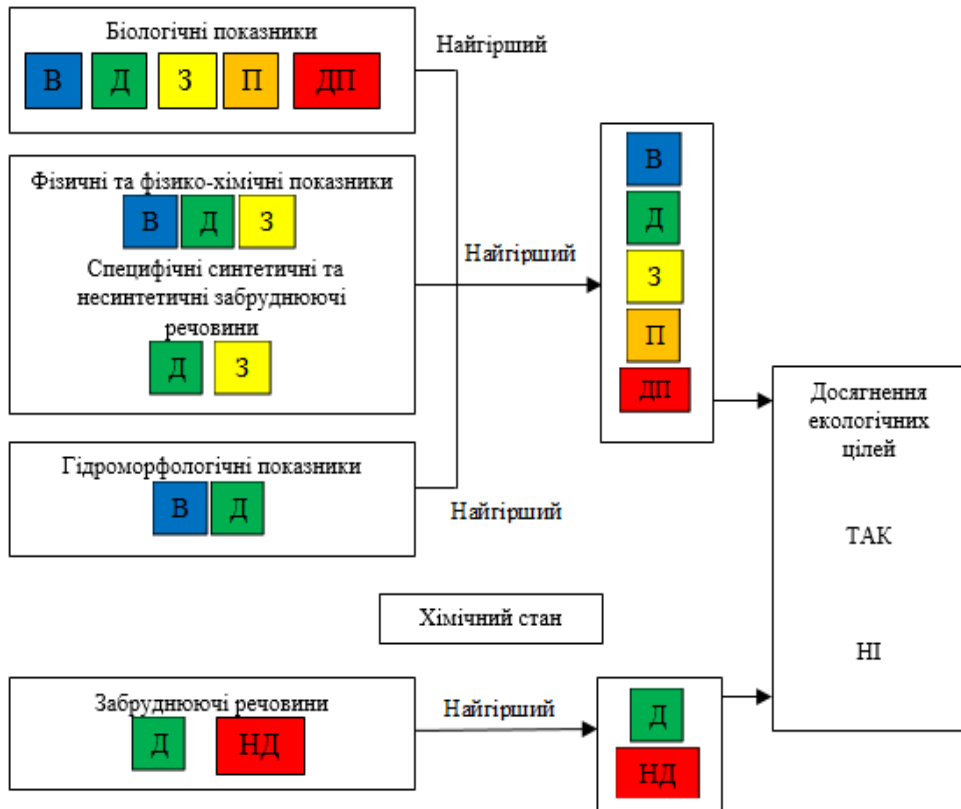 Біологічні показники
В Д З П ДП
Найгірший
Фізичні та фізико-хімічні показники
В Д З
Специфічні синтетичні та
несинтетичні забруднюючі
речовини
Д З
Найгірший
В
Д
З
П
ДП
Гідроморфологічні показники
В Д
Найгірший
Досягнення
екологічних
цілей
ТАК
НІ
Хімічний стан
Забруднюючі речовини
Д НД
Найгірший
Д
НД